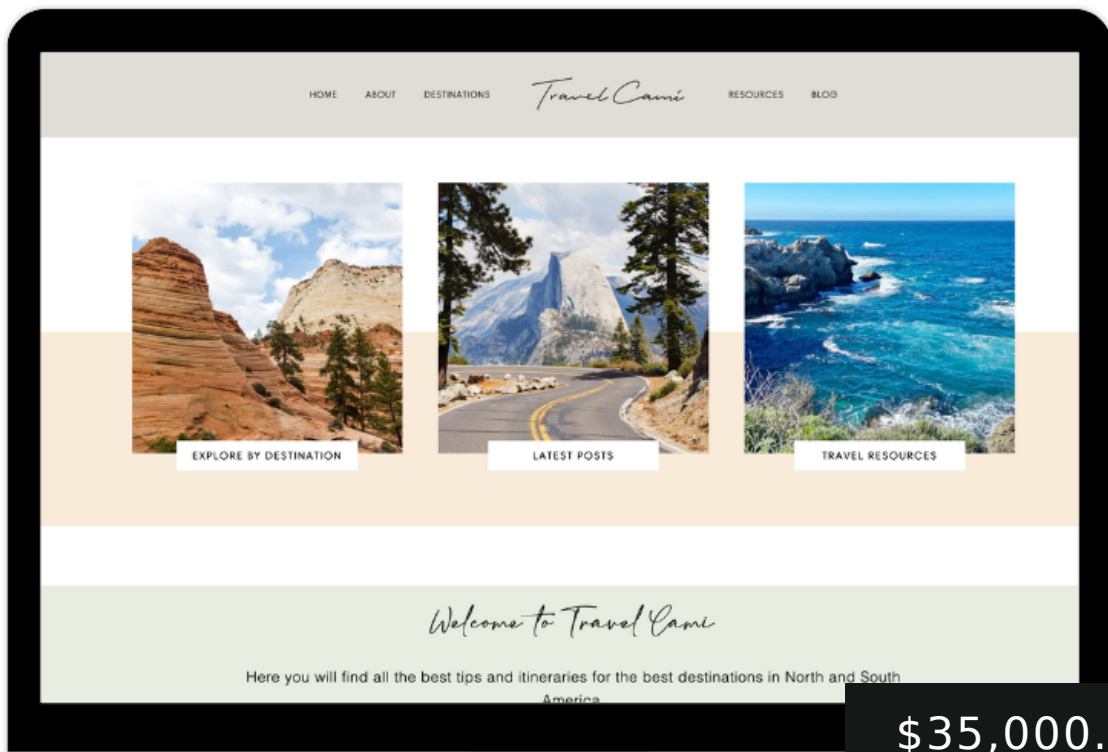 HOME ABOUT DESTINATIONS Travel Cami RESOURCES BLOG
EXPLORE BY DESTINATION LATEST POSTS TRAVEL RESOURCES
Welcome to Travel Cami
Here you will find all the best tips and itineraries for the best destinations in North and South
America
$35,000.